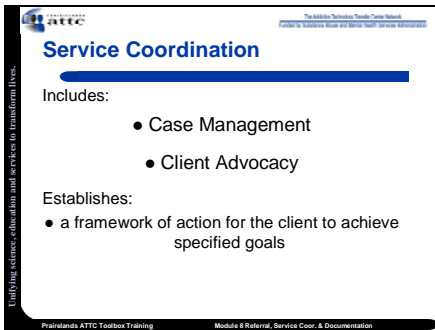 PRAIRIELANDS
attc
The Addiction Technology Transfer Center Network
Funded by Substance Abuse and Mental Health Services Administration
Service Coordination
Unifying science, education and services to transform lives.
Includes:
● Case Management
● Client Advocacy
Establishes:
● a framework of action for the client to achieve
specified goals
Prairelands ATTC Toolbox Training
Module 8 Referral, Service Coor. & Documentation